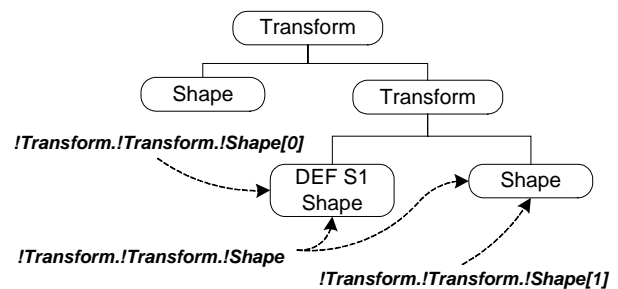 Transform
Shape
Transform
!Transform.!Transform.!Shape[0]
DEF S1
Shape
Shape
!Transform.!Transform.!Shape
!Transform.!Transform.!Shape[1]